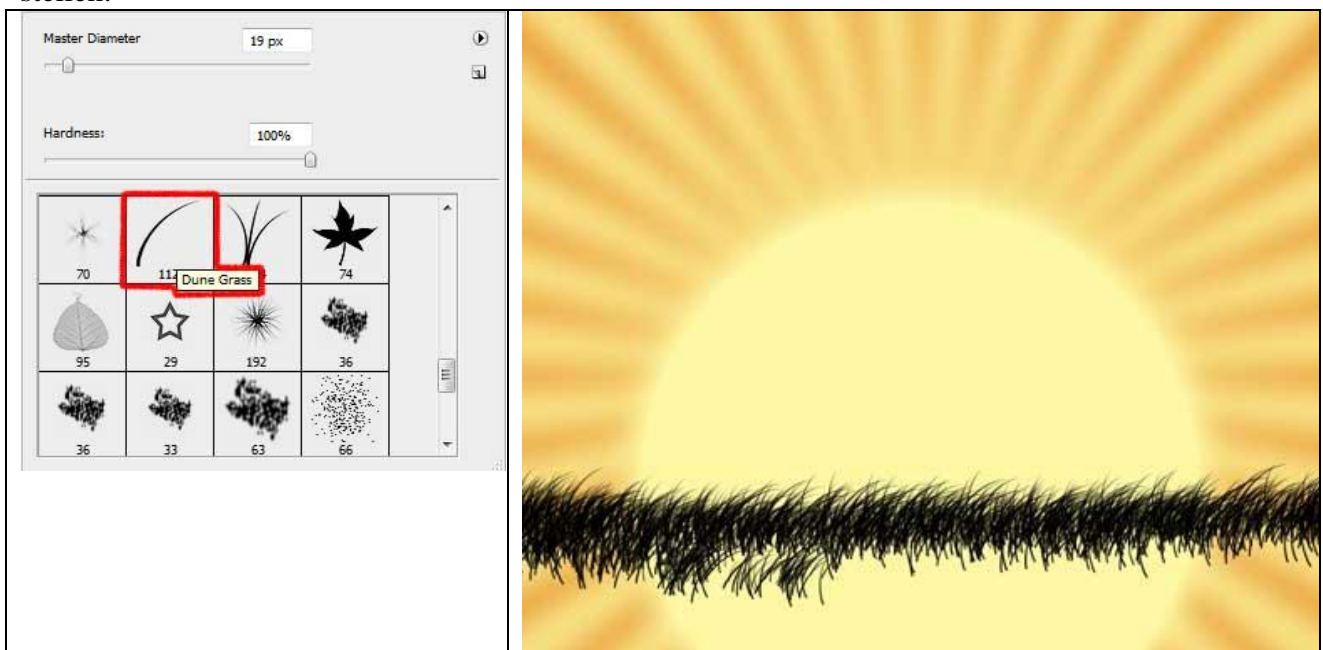 Master Diameter 19 px
Hardness: 100%
70 112 74
Dune Grass
95 29 192 36
36 33 63 66